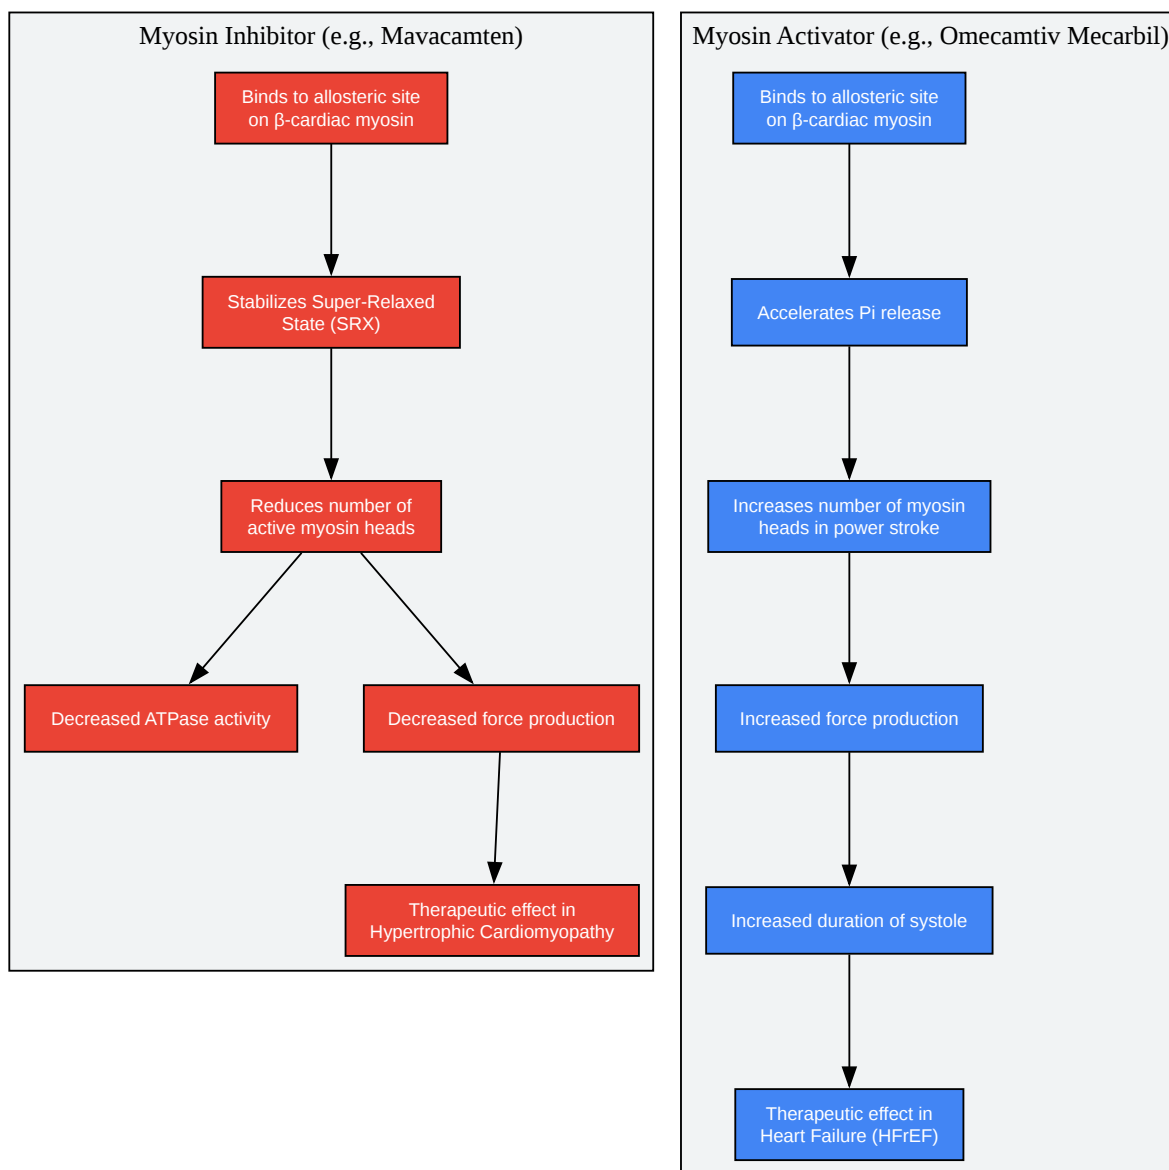 Myosin Inhibitor (e.g., Mavacamten)
Binds to allosteric site
on β-cardiac myosin
Stabilizes Super-Relaxed
State (SRX)
Reduces number of
active myosin heads
Decreased ATPase activity
Decreased force production
Therapeutic effect in
Hypertrophic Cardiomyopathy
Myosin Activator (e.g., Omecamtiv Mecarbil)
Binds to allosteric site
on β-cardiac myosin
Accelerates Pi release
Increases number of myosin
heads in power stroke
Increased force production
Increased duration of systole
Therapeutic effect in
Heart Failure (HFrEF)